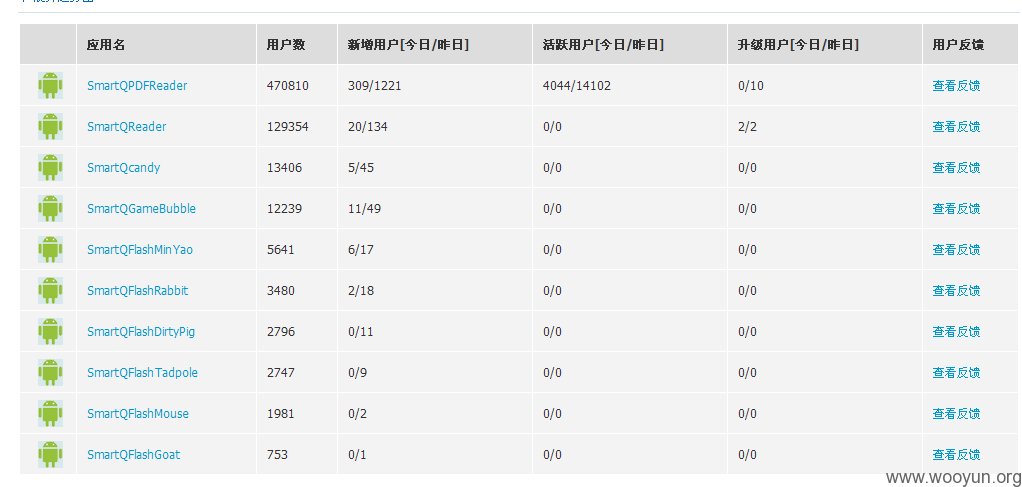 应用名 用户数 新增用户[今日/昨日] 活跃用户[今日/昨日] 升级用户[今日/昨日] 用户反馈
SmartQPDFReader 470810 309/1221 4044/14102 0/10 查看反馈
SmartQReader 129354 20/134 0/0 2/2 查看反馈
SmartQcandy 13406 5/45 0/0 0/0 查看反馈
SmartQGameBubble 12239 11/49 0/0 0/0 查看反馈
SmartQFlashMinYao 5641 6/17 0/0 0/0 查看反馈
SmartQFlashRabbit 3480 2/18 0/0 0/0 查看反馈
SmartQFlashDirtyPig 2796 0/11 0/0 0/0 查看反馈
SmartQFlashTadpole 2747 0/9 0/0 0/0 查看反馈
SmartQFlashMouse 1981 0/2 0/0 0/0 查看反馈
SmartQFlashGoat 753 0/1 0/0 0/0 查看反馈
www.wooyun.org